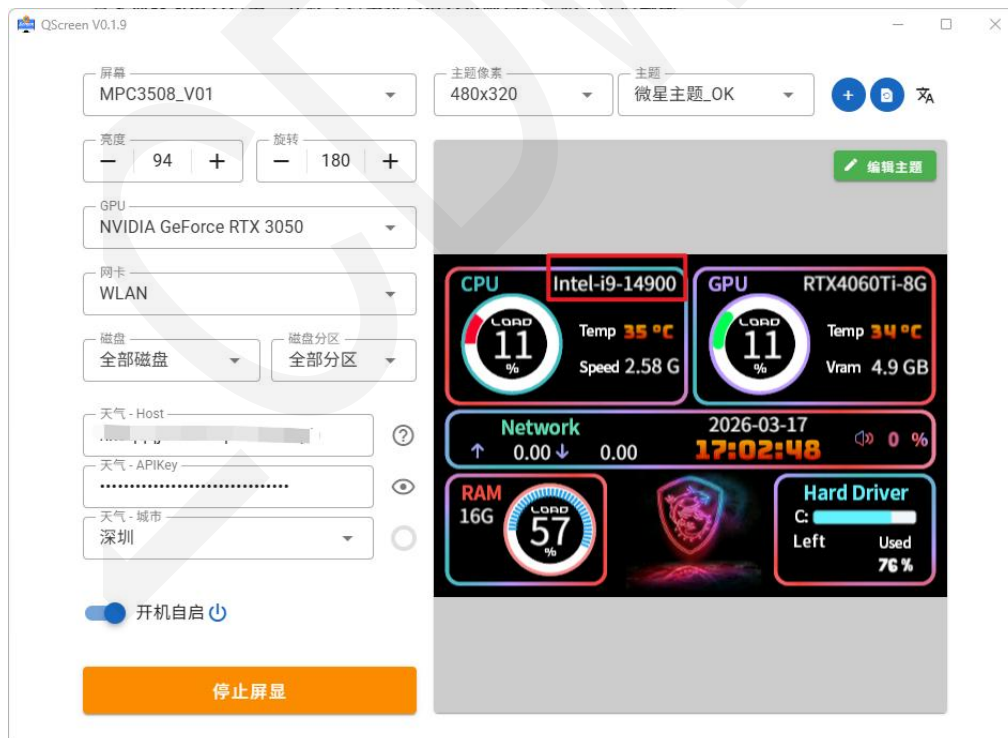 QScreen V0.1.9
屏幕
MPC3508_V01
主题像素
480x320
主题
微星主题_OK
亮度
94
旋转
180
编辑主题
GPU
NVIDIA GeForce RTX 3050
网卡
WLAN
磁盘
全部磁盘
磁盘分区
全部分区
天气 - Host
天气 - APIKey
天气 - 城市
深圳
开机自启
停止屏显
CPU
Intel-i9-14900
LOAD
11
%
Temp 35 °C
Speed 2.58 G
GPU
RTX4060Ti-8G
LOAD
11
%
Temp 34 °C
Vram 4.9 GB
Network
0.00
0.00
2026-03-17
17:02:48
0 %
RAM
16G
LOAD
57
%
Hard Driver
C:
Left
Used
76 %